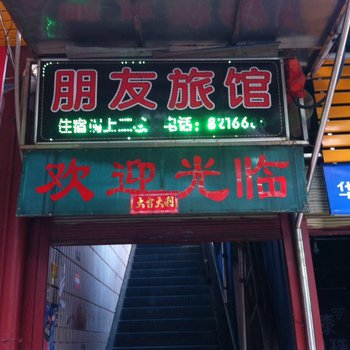 朋友旅馆
住宿请上二楼 电话:82166
欢迎光临
大吉大利
华